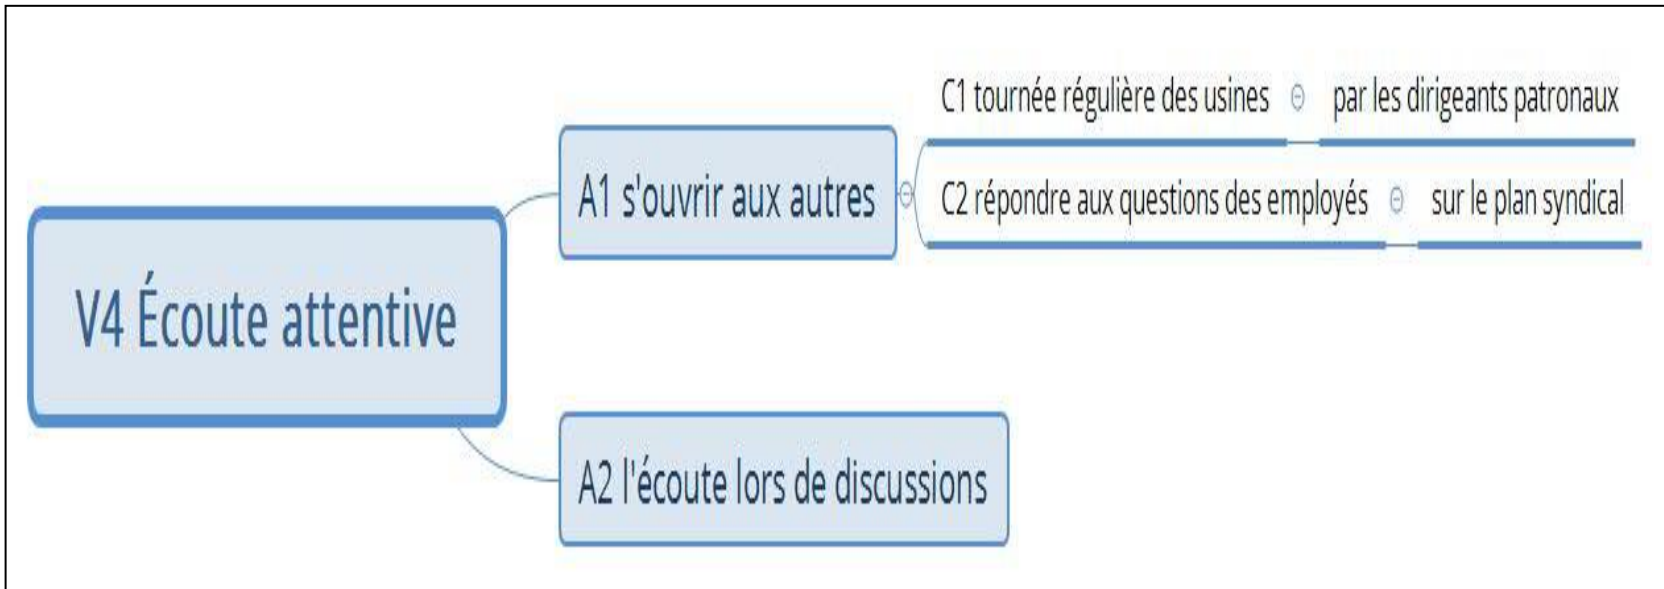 C1 tournée régulière des usines
par les dirigeants patronaux
A1 s'ouvrir aux autres
C2 répondre aux questions des employés
sur le plan syndical
V4 Écoute attentive
A2 l'écoute lors de discussions